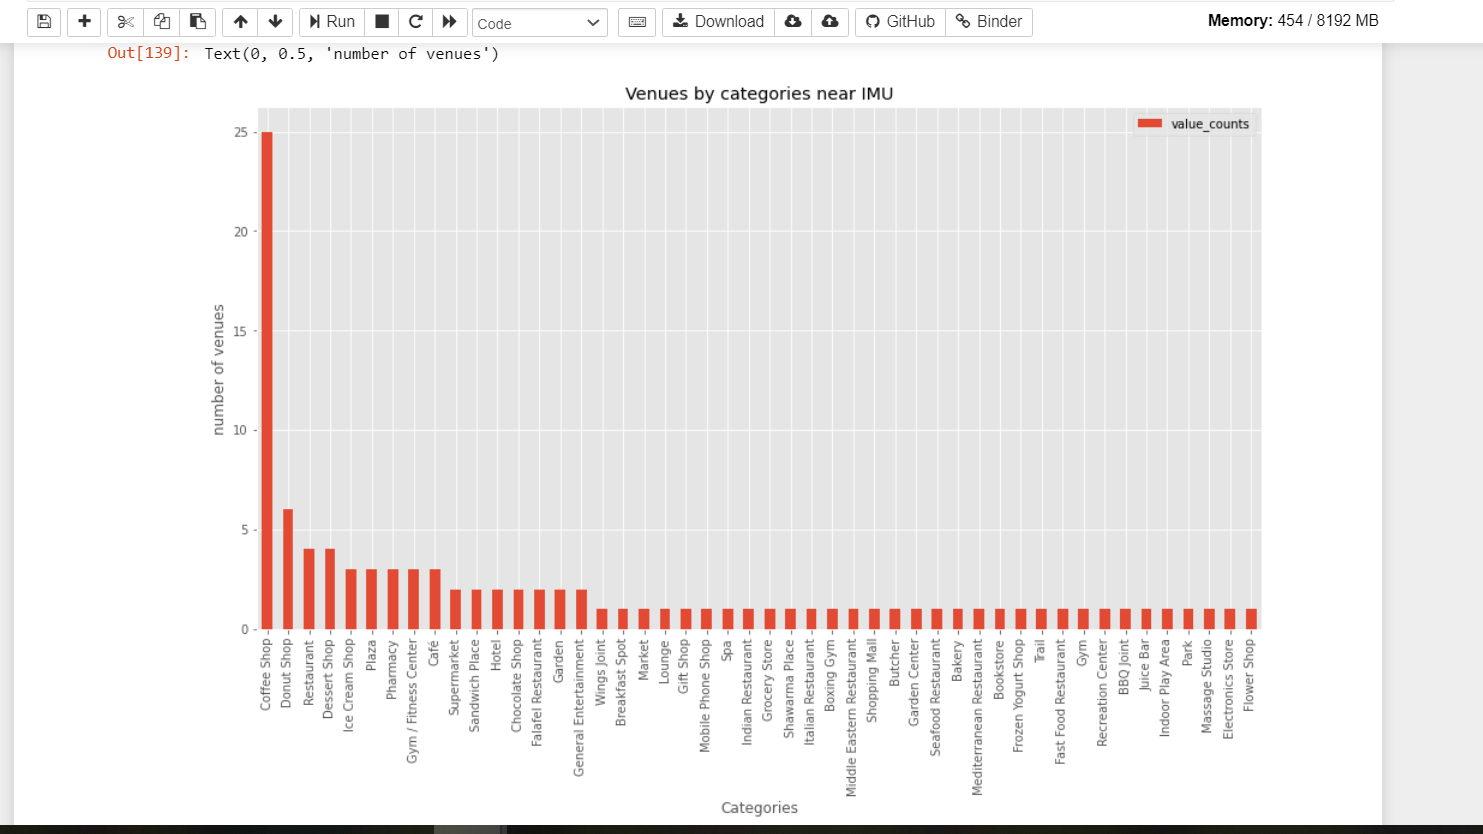 Run
Code
Download
GitHub
Binder
Memory: 454 / 8192 MB
Out[139]: Text(0, 0.5, 'number of venues')
Venues by categories near IMU
value_counts
number of venues
25
20
15
10
5
0
Coffee Shop
Donut Shop
Restaurant
Dessert Shop
Ice Cream Shop
Plaza
Pharmacy
Gym / Fitness Center
Café
Supermarket
Sandwich Place
Hotel
Chocolate Shop
Falafel Restaurant
Garden
General Entertainment
Wings Joint
Breakfast Spot
Market
Lounge
Gift Shop
Mobile Phone Shop
Spa
Indian Restaurant
Grocery Store
Shawarma Place
Italian Restaurant
Boxing Gym
Middle Eastern Restaurant
Shopping Mall
Butcher
Garden Center
Seafood Restaurant
Bakery
Mediterranean Restaurant
Bookstore
Frozen Yogurt Shop
Trail
Fast Food Restaurant
Gym
Recreation Center
BBQ Joint
Juice Bar
Indoor Play Area
Park
Massage Studio
Electronics Store
Flower Shop
Categories